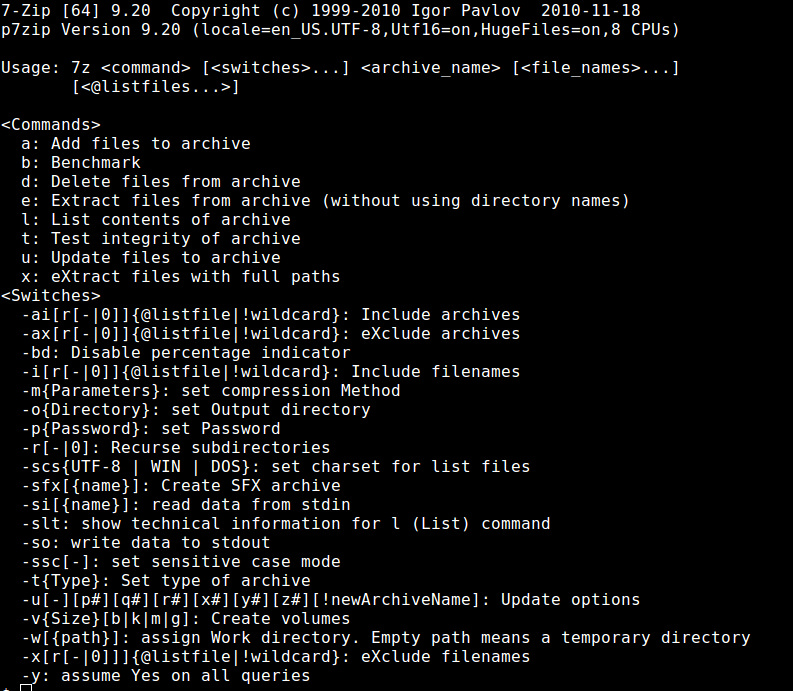 7-Zip [64] 9.20  Copyright (c) 1999-2010 Igor Pavlov  2010-11-18
p7zip Version 9.20 (locale=en_US.UTF-8,Utf16=on,HugeFiles=on,8 CPUs)

Usage: 7z <command> [<switches>...] <archive_name> [<file_names>...]
       [<@listfiles...>]

<Commands>
  a: Add files to archive
  b: Benchmark
  d: Delete files from archive
  e: Extract files from archive (without using directory names)
  l: List contents of archive
  t: Test integrity of archive
  u: Update files to archive
  x: eXtract files with full paths
<Switches>
  -ai[r[-|0]]{@listfile|!wildcard}: Include archives
  -ax[r[-|0]]{@listfile|!wildcard}: eXclude archives
  -bd: Disable percentage indicator
  -i[r[-|0]]{@listfile|!wildcard}: Include filenames
  -m{Parameters}: set compression Method
  -o{Directory}: set Output directory
  -p{Password}: set Password
  -r[-|0]: Recurse subdirectories
  -scs{UTF-8 | WIN | DOS}: set charset for list files
  -sfx[{name}]: Create SFX archive
  -si[{name}]: read data from stdin
  -slt: show technical information for l (List) command
  -so: write data to stdout
  -ssc[-]: set sensitive case mode
  -t{Type}: Set type of archive
  -u[-][p#][q#][r#][x#][y#][z#][!newArchiveName]: Update options
  -v{Size}[b|k|m|g]: Create volumes
  -w[{path}]: assign Work directory. Empty path means a temporary directory
  -x[r[-|0]]]{@listfile|!wildcard}: eXclude filenames
  -y: assume Yes on all queries